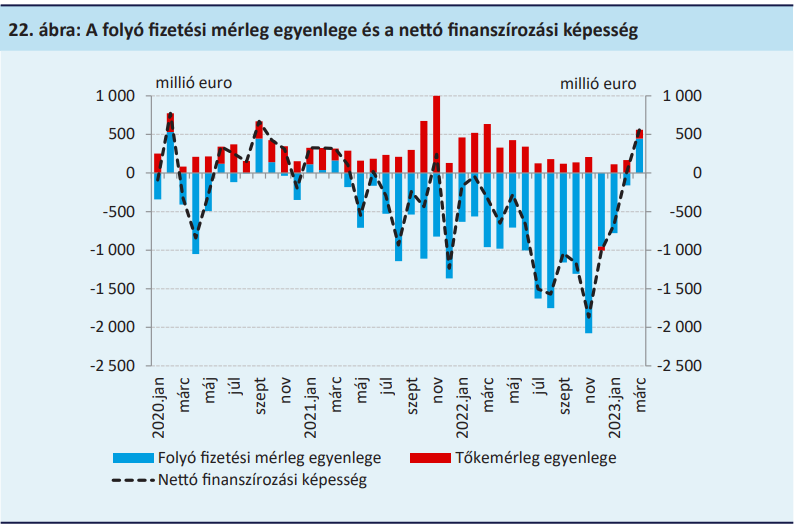 22. ábra: A folyó fizetési mérleg egyenlege és a nettó finanszírozási képesség
millió euro millió euro
1 000 1 000
500 500
0 0
-500 -500
-1 000 -1 000
-1 500 -1 500
-2 000 -2 000
-2 500 -2 500
2020.jan márc máj júl szept nov 2021.jan márc máj júl szept nov 2022.jan márc máj júl szept nov 2023.jan márc
Folyó fizetési mérleg egyenlege Tőkemérleg egyenlege
Nettó finanszírozási képesség